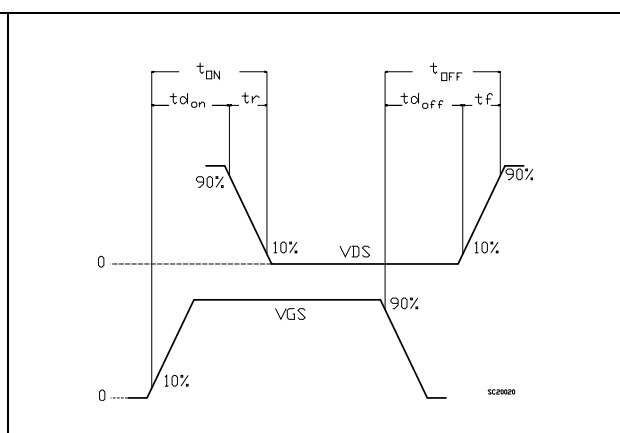 tON tOFF
tdon tr tdoff tf
90% 90%
10% 10%
0 VDS
VGS 90%
10%
0
SC20020